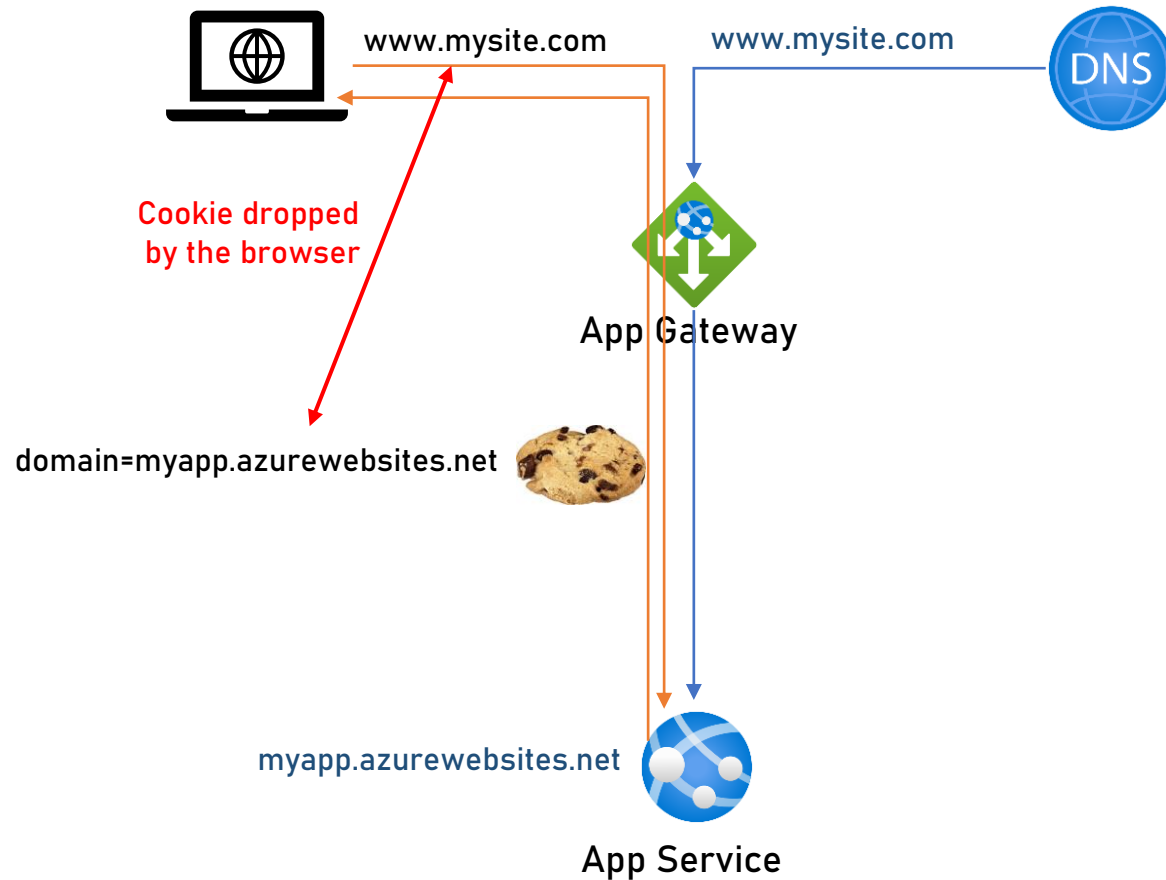 www.mysite.com
www.mysite.com
DNS
Cookie dropped
by the browser
App Gateway
domain=myapp.azurewebsites.net
myapp.azurewebsites.net
App Service